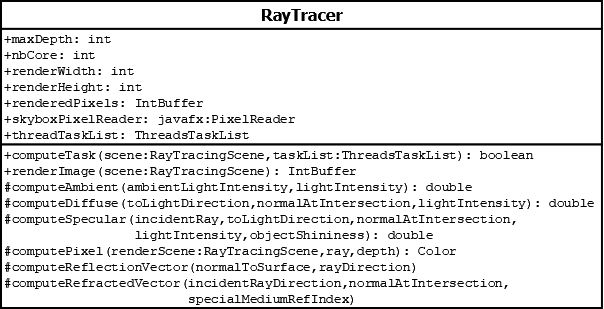 RayTracer
+maxDepth: int
+nbCore: int
+renderWidth: int
+renderHeight: int
+renderedPixels: IntBuffer
+skyboxPixelReader: javafx:PixelReader
+threadTaskList: ThreadsTaskList
+computeTask(scene:RayTracingScene,taskList:ThreadsTaskList): boolean
+renderImage(scene:RayTracingScene): IntBuffer
#computeAmbient(ambientLightIntensity,lightIntensity): double
#computeDiffuse(toLightDirection,normalAtIntersection,lightIntensity): double
#computeSpecular(incidentRay,toLightDirection,normalAtIntersection,
lightIntensity,objectShininess): double
#computePixel(renderScene:RayTracingScene,ray,depth): Color
#computeReflectionVector(normalToSurface,rayDirection)
#computeRefractedVector(incidentRayDirection,normalAtIntersection,
specialMediumRefIndex)